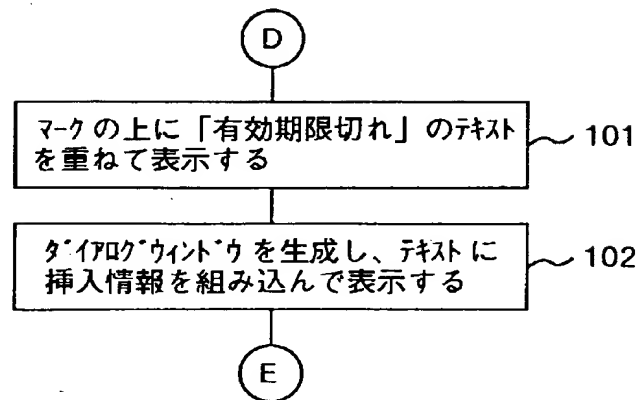 D
ﾏｰｸ の上に「有効期限切れ」のﾃｷｽﾄ
を重ねて表示する
101
ﾀﾞｲｱﾛｸﾞｳｨﾝﾄﾞｳ を生成し、ﾃｷｽﾄ に
挿入情報を組み込んで表示する
102
E